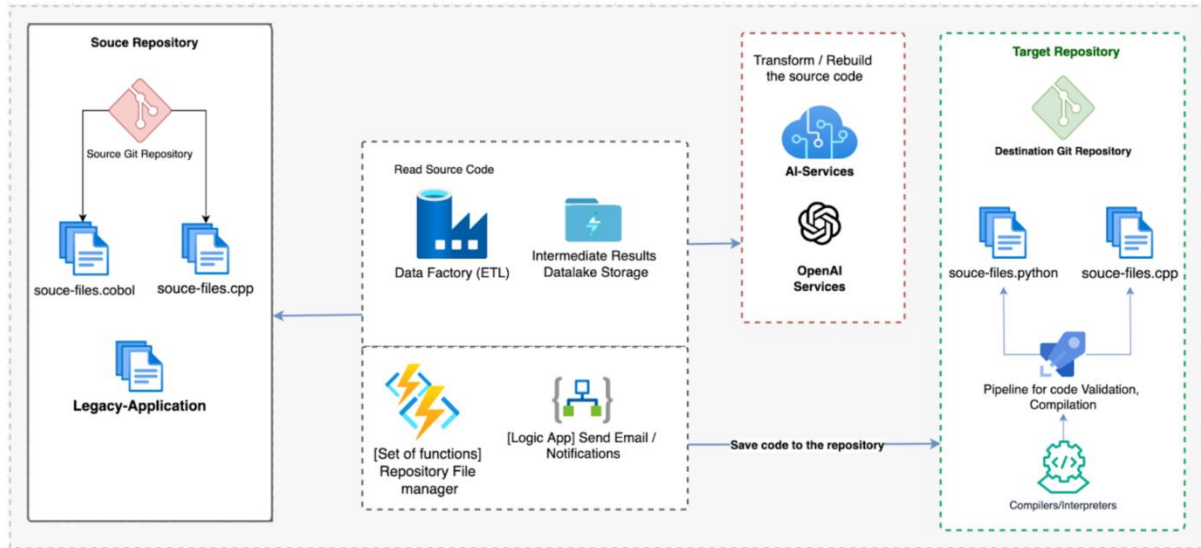 Souce Repository
Source Git Repository
souce-files.cobol
souce-files.cpp
Legacy-Application
Read Source Code
Data Factory (ETL)
Intermediate Results
Datalake Storage
[Set of functions]
Repository File
manager
[Logic App] Send Email /
Notifications
Transform / Rebuild
the source code
AI-Services
OpenAI
Services
Save code to the repository
Target Repository
Destination Git Repository
souce-files.python
souce-files.cpp
Pipeline for code Validation,
Compilation
Compilers/Interpreters